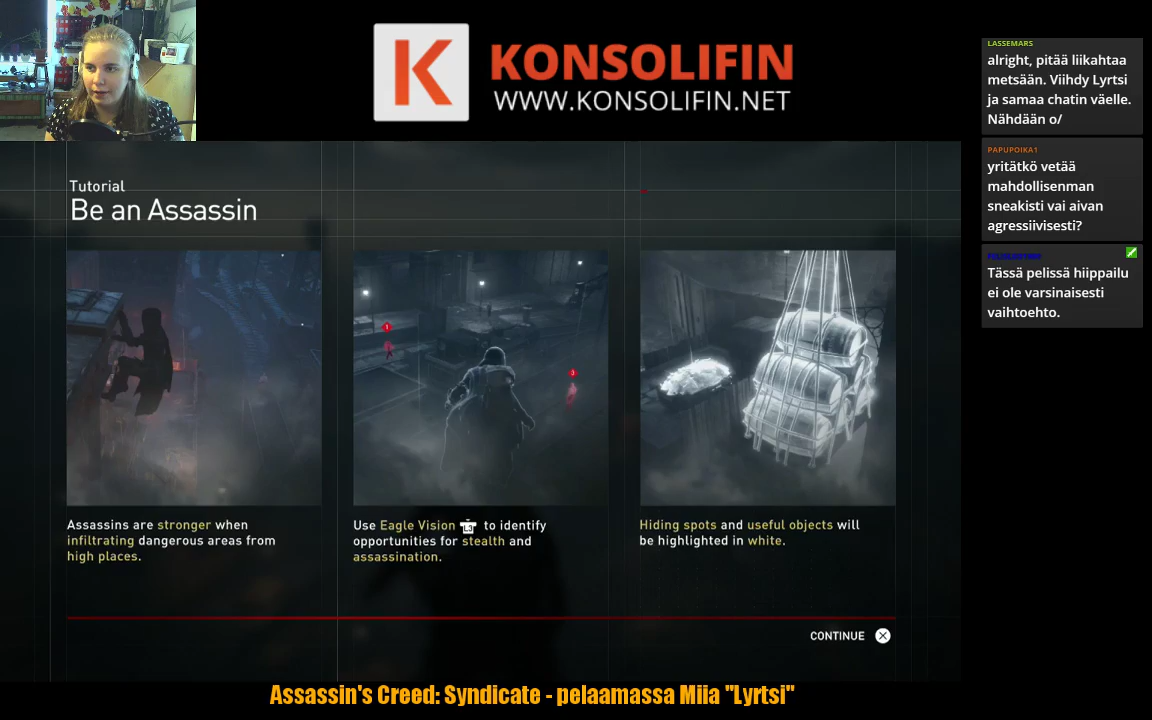 K
KONSOLIFIN
WWW.KONSOLIFIN.NET
LASSEMARS
alright, pitää liikahtaa
metsään. Viihdy Lyrtsi
ja samaa chatin väelle.
Nähdään o/
PAPUPOIKA1
yritätkö vetää
mahdollisenman
sneakisti vai aivan
agressiivisesti?
Tässä pelissä hiippailu
ei ole varsinaisesti
vaihtoehto.
Tutorial
Be an Assassin
Assassins are stronger when
infiltrating dangerous areas from
high places.
Use Eagle Vision L3 to identify
opportunities for stealth and
assassination.
Hiding spots and useful objects will
be highlighted in white.
CONTINUE
Assassin's Creed: Syndicate - pelaamassa Miia "Lyrtsi"